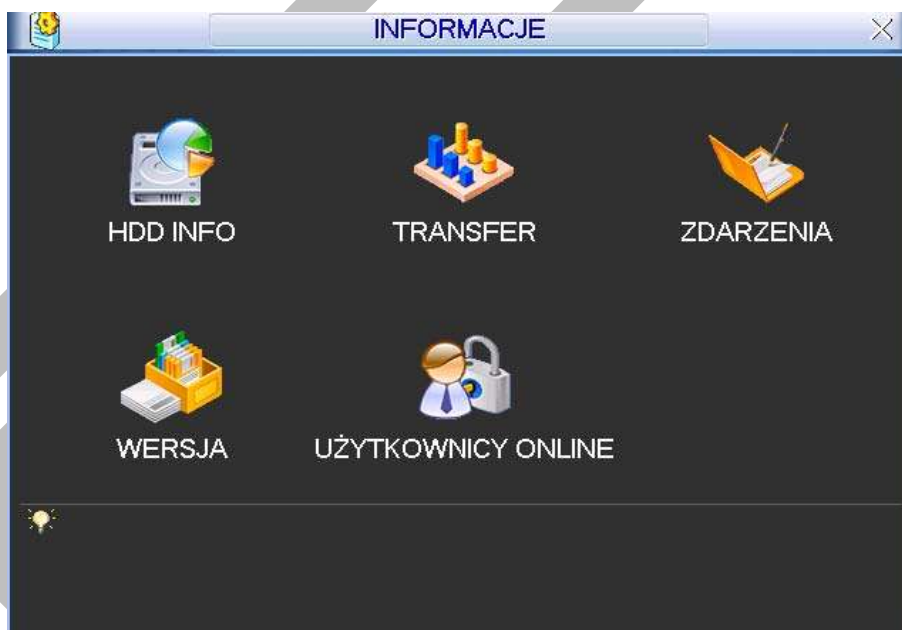 INFORMACJE
HDD INFO
TRANSFER
ZDARZENIA
WERSJA
UŻYTKOWNICY ONLINE